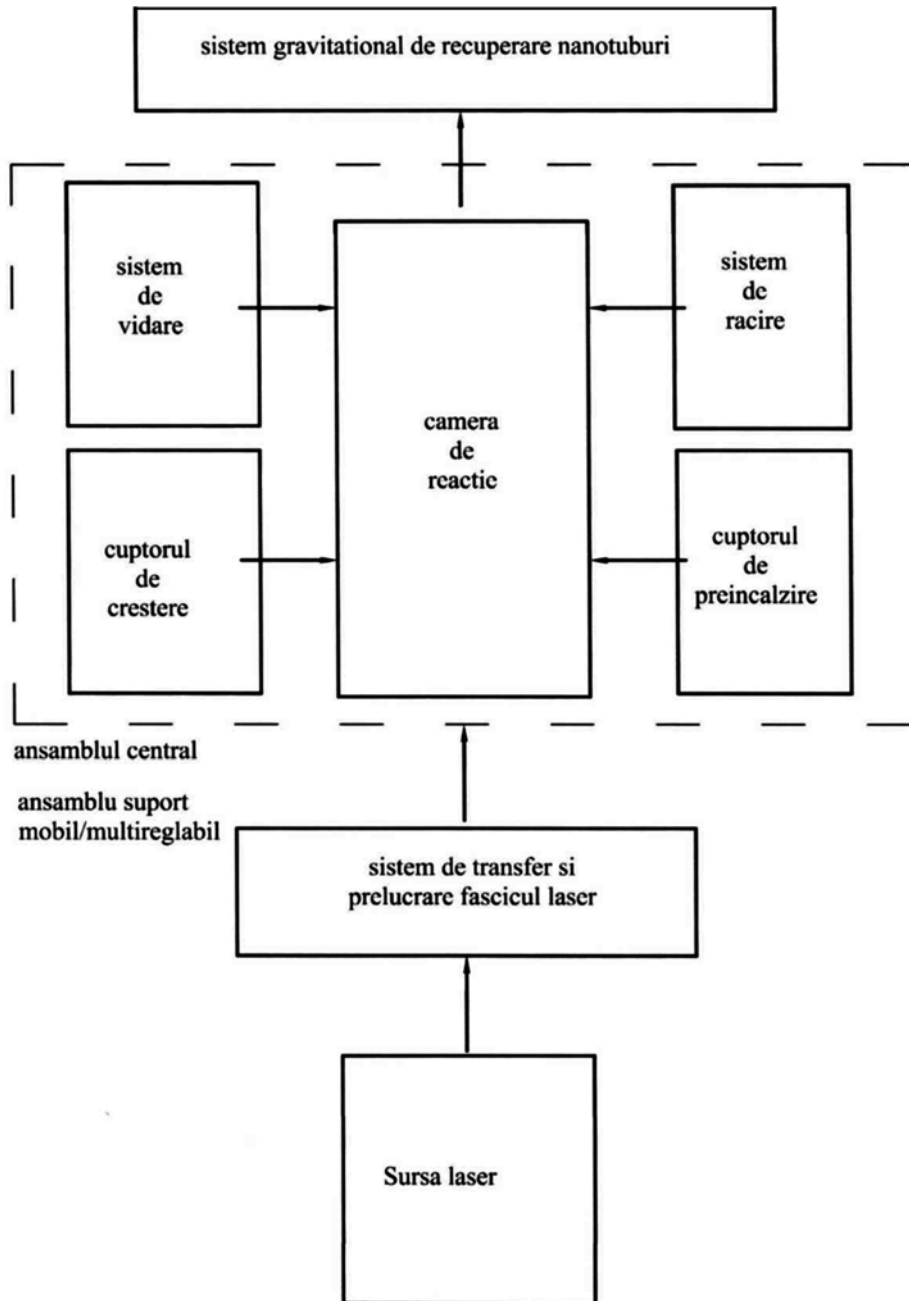 sistem gravitational de recuperare nanotuburi
sistem
de
vidare
sistem
de
racire
camera
de
reactie
cuptorul
de
crestere
cuptorul
de
preincalzire
ansamblul central
ansamblu suport
mobil/multireglabil
sistem de transfer si
prelucrare fascicul laser
Sursa laser